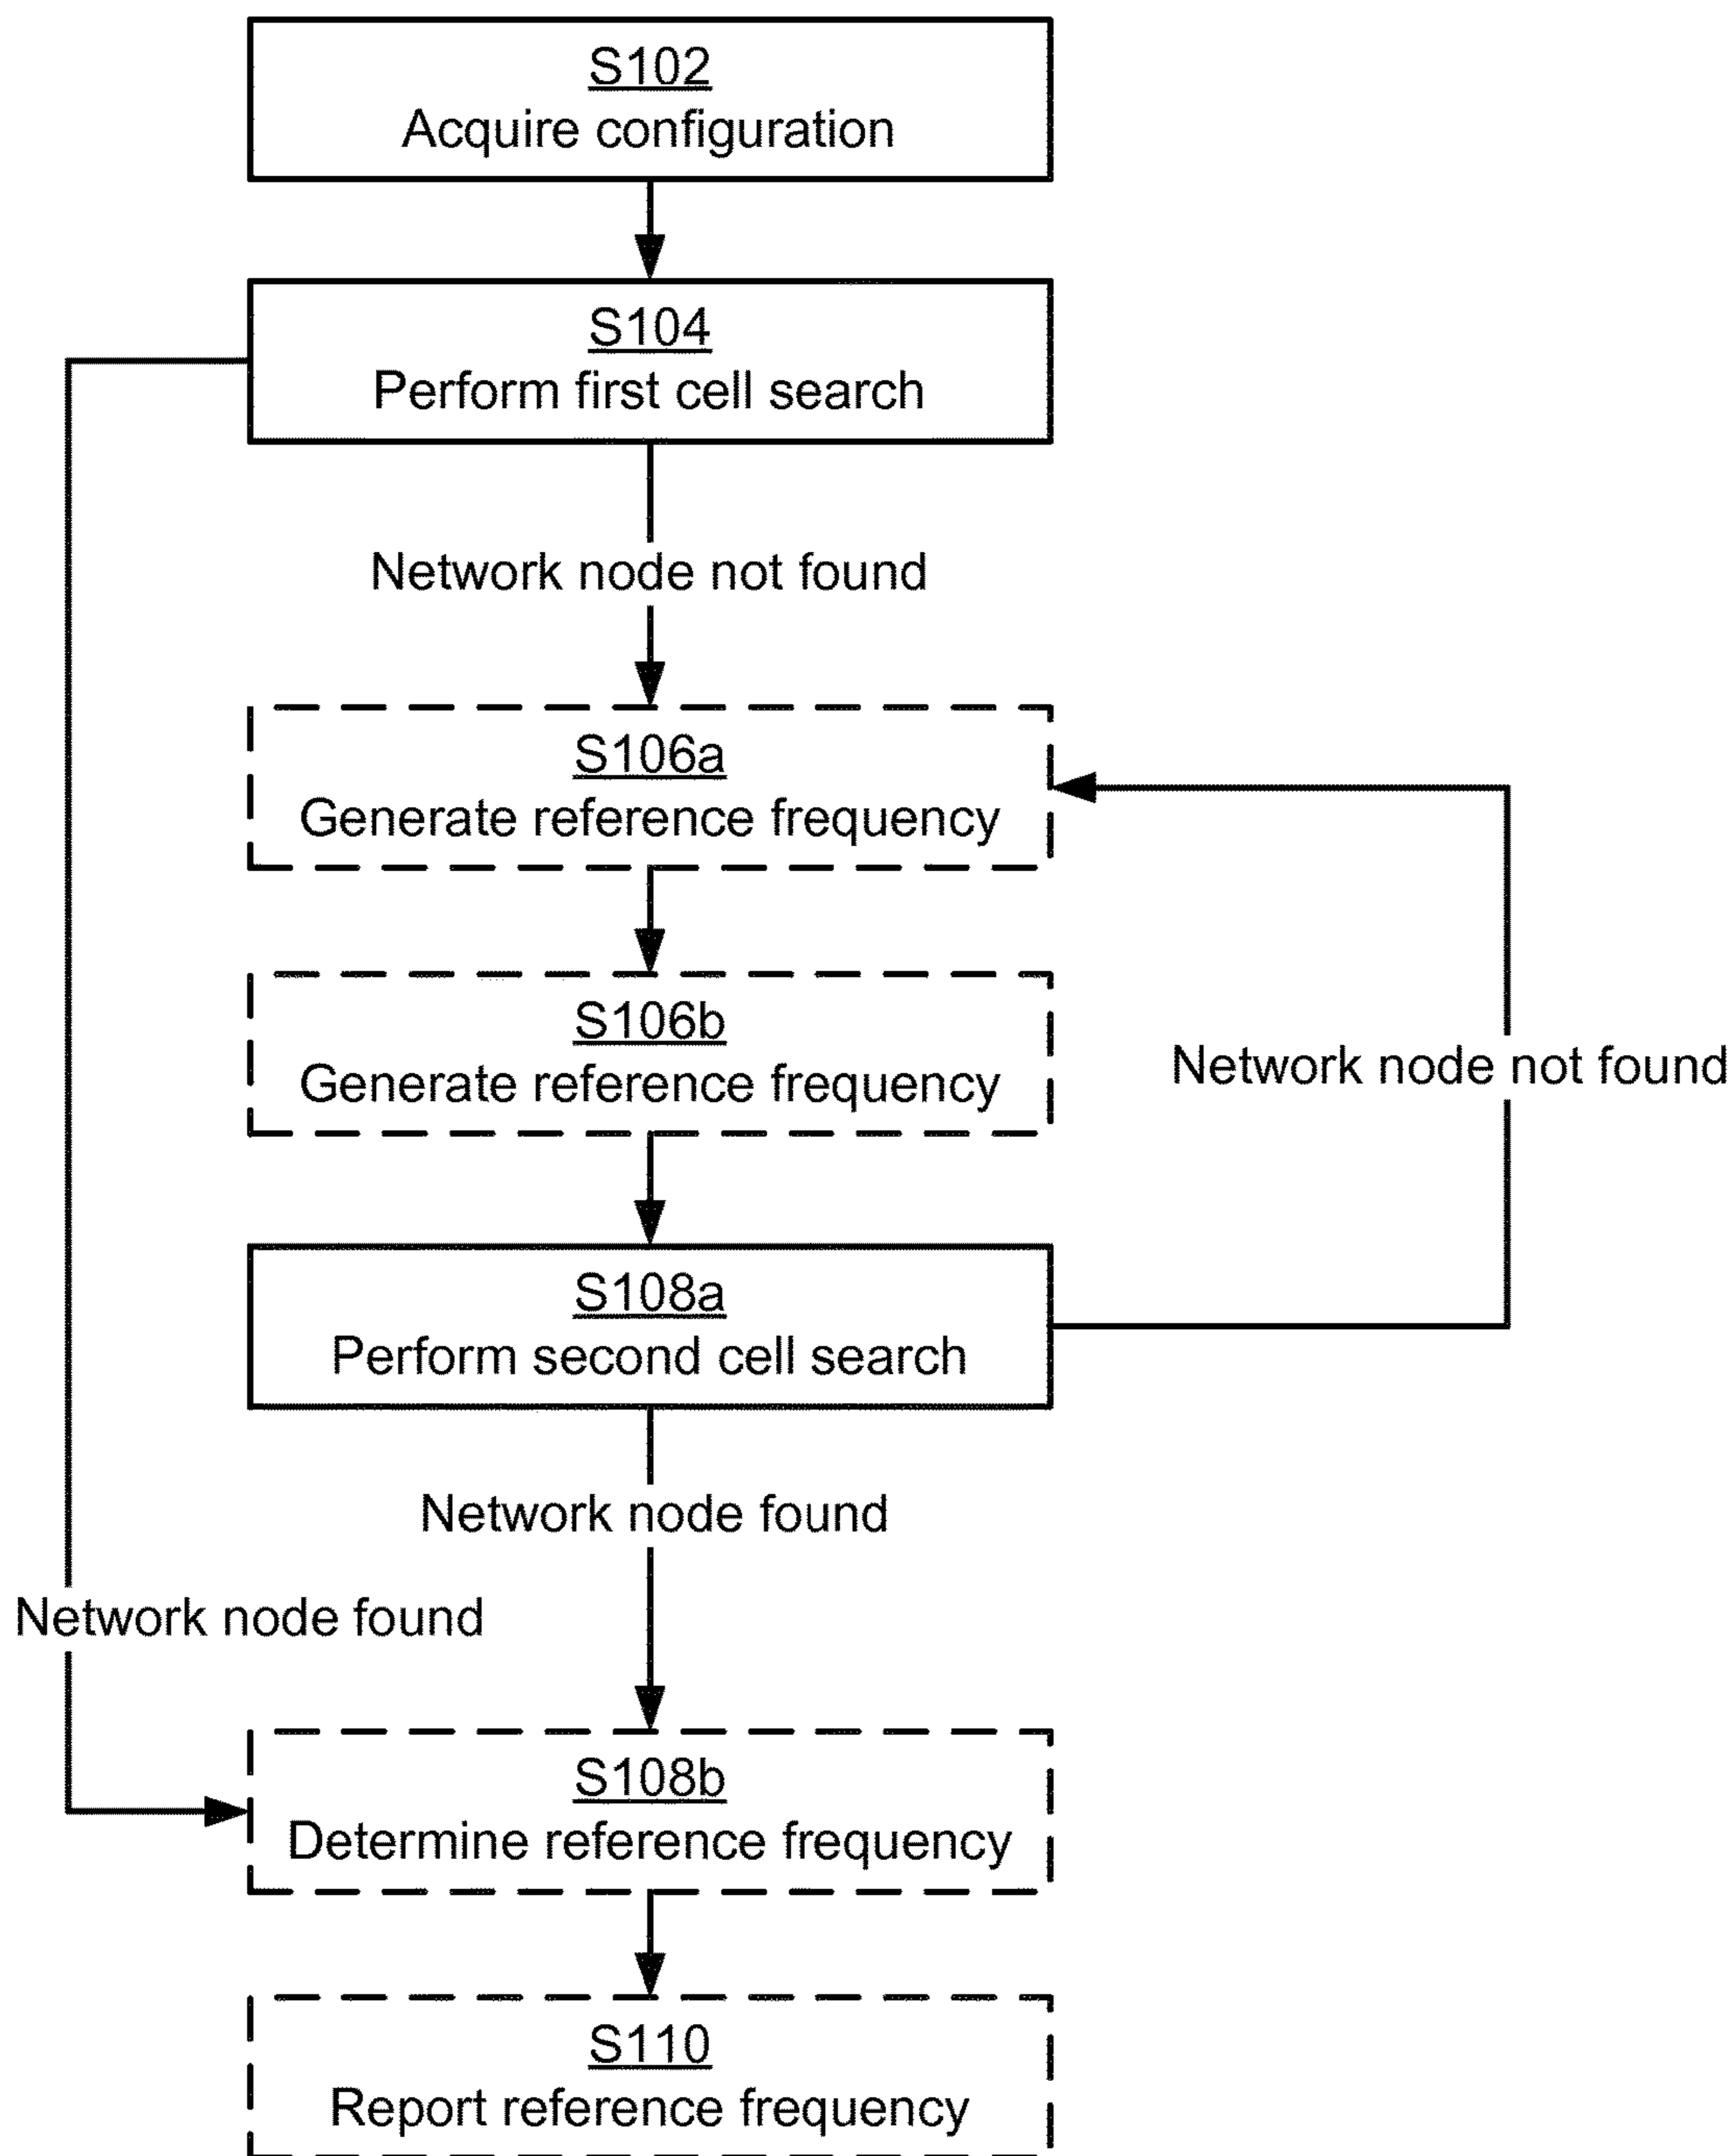 S102
Acquire configuration
S104
Perform first cell search
Network node not found
S106a
Generate reference frequency
S106b
Generate reference frequency
Network node not found
S108a
Perform second cell search
Network node found
Network node found
S108b
Determine reference frequency
S110
Report reference frequency